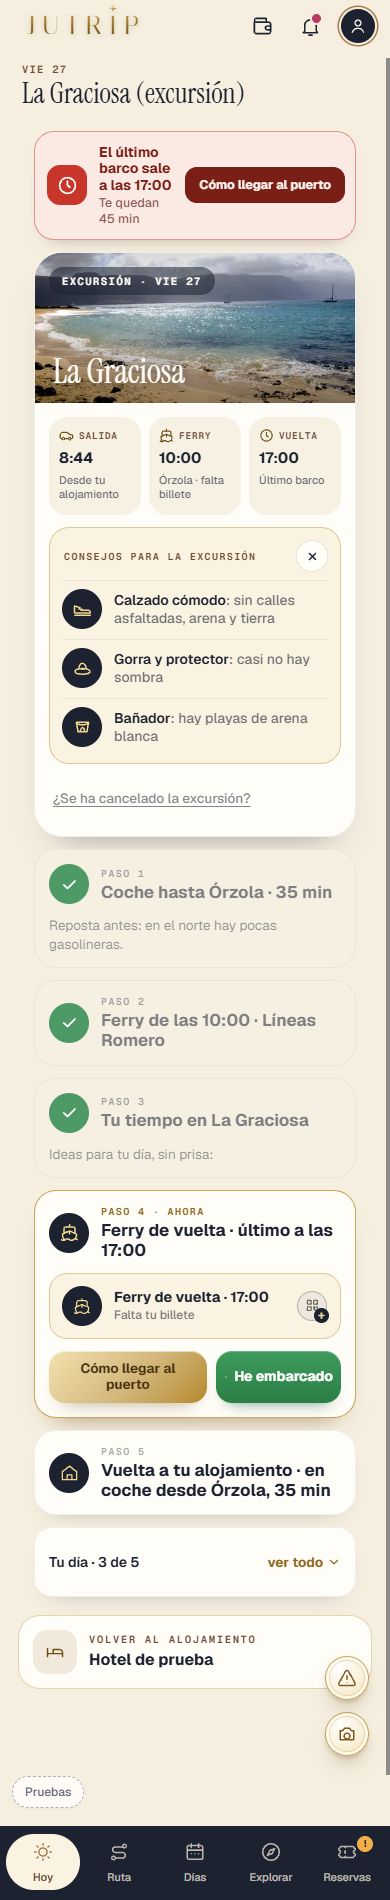 JUTRIP
VIE 27
La Graciosa (excursión)
El último
barco sale
a las 17:00
Te quedan
45 min
Cómo llegar al puerto
EXCURSIÓN · VIE 27
La Graciosa
SALIDA
8:44
Desde tu
alojamiento
FERRY
10:00
Órzola · falta
billete
VUELTA
17:00
Último barco
CONSEJOS PARA LA EXCURSIÓN
Calzado cómodo: sin calles
asfaltadas, arena y tierra
Gorra y protector: casi no hay
sombra
Bañador: hay playas de arena
blanca
¿Se ha cancelado la excursión?
PASO 1
Coche hasta Órzola · 35 min
Reposta antes: en el norte hay pocas
gasolineras.
PASO 2
Ferry de las 10:00 · Líneas
Romero
PASO 3
Tu tiempo en La Graciosa
Ideas para tu día, sin prisa:
PASO 4 · AHORA
Ferry de vuelta · último a las
17:00
Ferry de vuelta · 17:00
Falta tu billete
Cómo llegar al
puerto
· He embarcado
PASO 5
Vuelta a tu alojamiento · en
coche desde Órzola, 35 min
Tu día · 3 de 5
ver todo
VOLVER AL ALOJAMIENTO
Hotel de prueba
Pruebas
Hoy
Ruta
Días
Explorar
!
Reservas